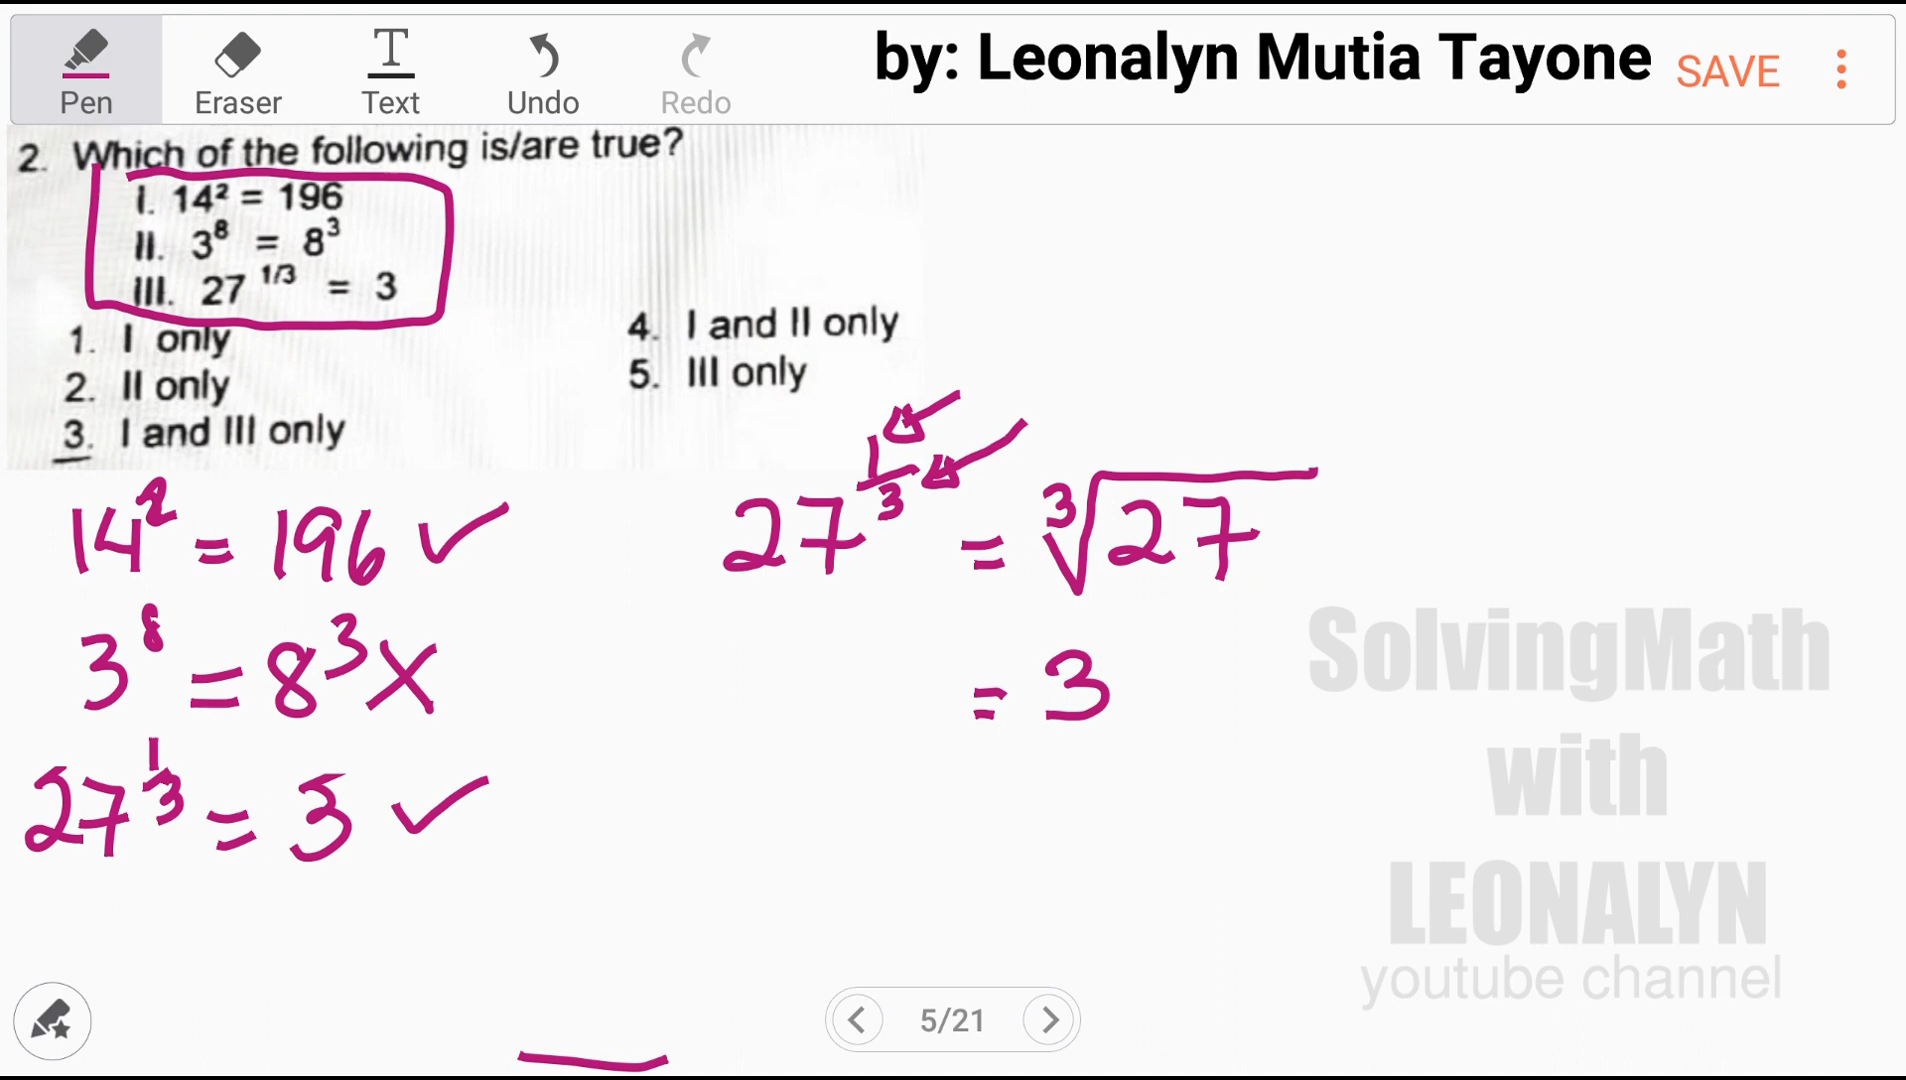 Pen Eraser Text Undo Redo by: Leonalyn Mutia Tayone SAVE
2. Which of the following is/are true?
I. 14² = 196
II. 3⁸ = 8³
III. 27 ¹/³ = 3
1. I only
2. II only
3. I and III only
4. I and II only
5. III only
14² = 196 ✓
3⁸ = 8³ X
27^1/3 = 3 ✓
27^1/3 = ³√27
= 3
SolvingMath
with
LEONALYN
youtube channel
5/21